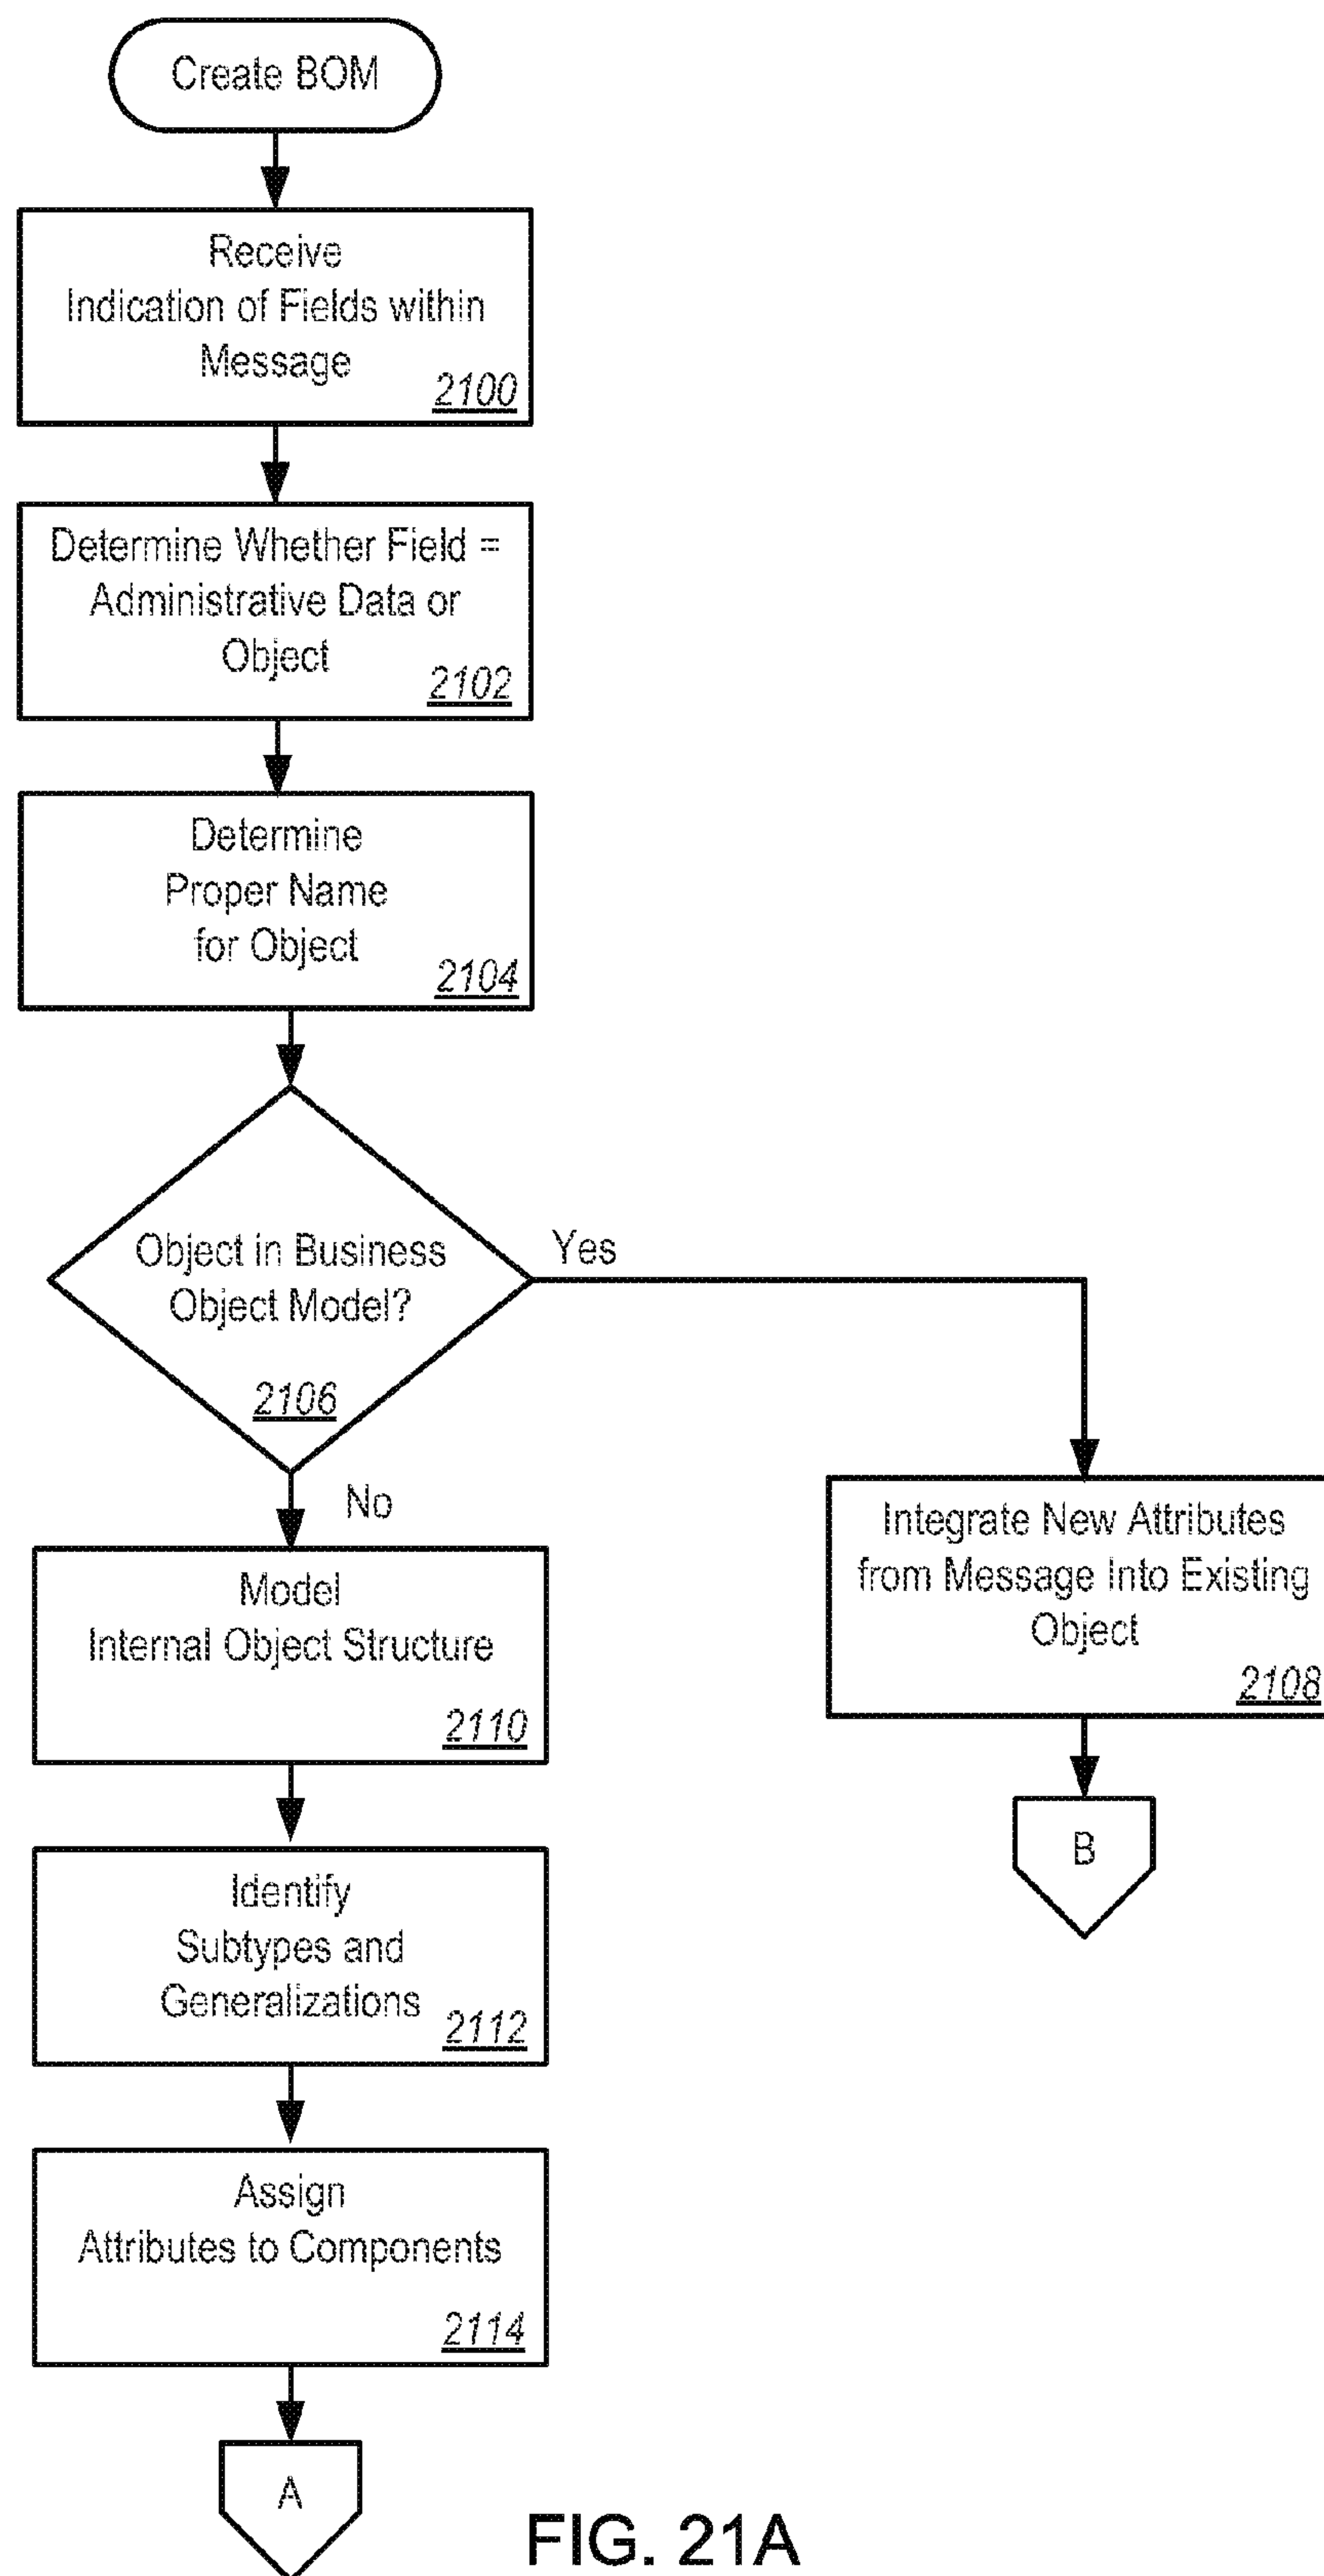 Create BOM
Receive
Indication of Fields within
Message
2100
Determine Whether Field =
Administrative Data or
Object
2102
Determine
Proper Name
for Object
2104
Object in Business
Object Model?
2106
Yes
No
Integrate New Attributes
from Message Into Existing
Object
2108
B
Model
Internal Object Structure
2110
Identify
Subtypes and
Generalizations
2112
Assign
Attributes to Components
2114
A
FIG. 21A